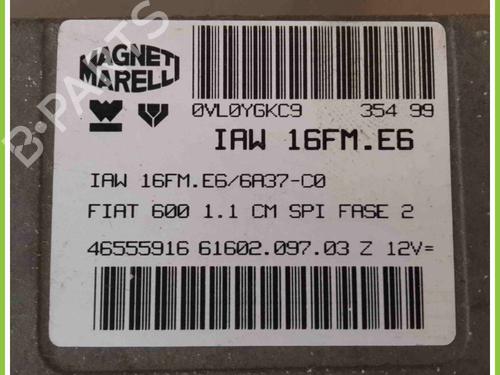 MAGNETI
MARELLI
0VL0YGKC9 354 99
IAW 16FM.E6
IAW 16FM.E6/6A37-C0
FIAT 600 1.1 CM SPI FASE 2
46555916 61602.097.03 Z 12V=
B-PARTS